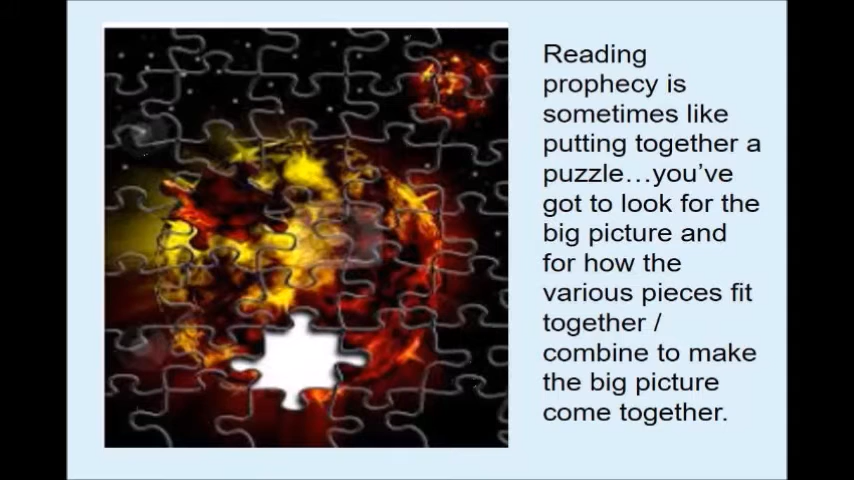 Reading
prophecy is
sometimes like
putting together a
puzzle…you’ve
got to look for the
big picture and
for how the
various pieces fit
together /
combine to make
the big picture
come together.